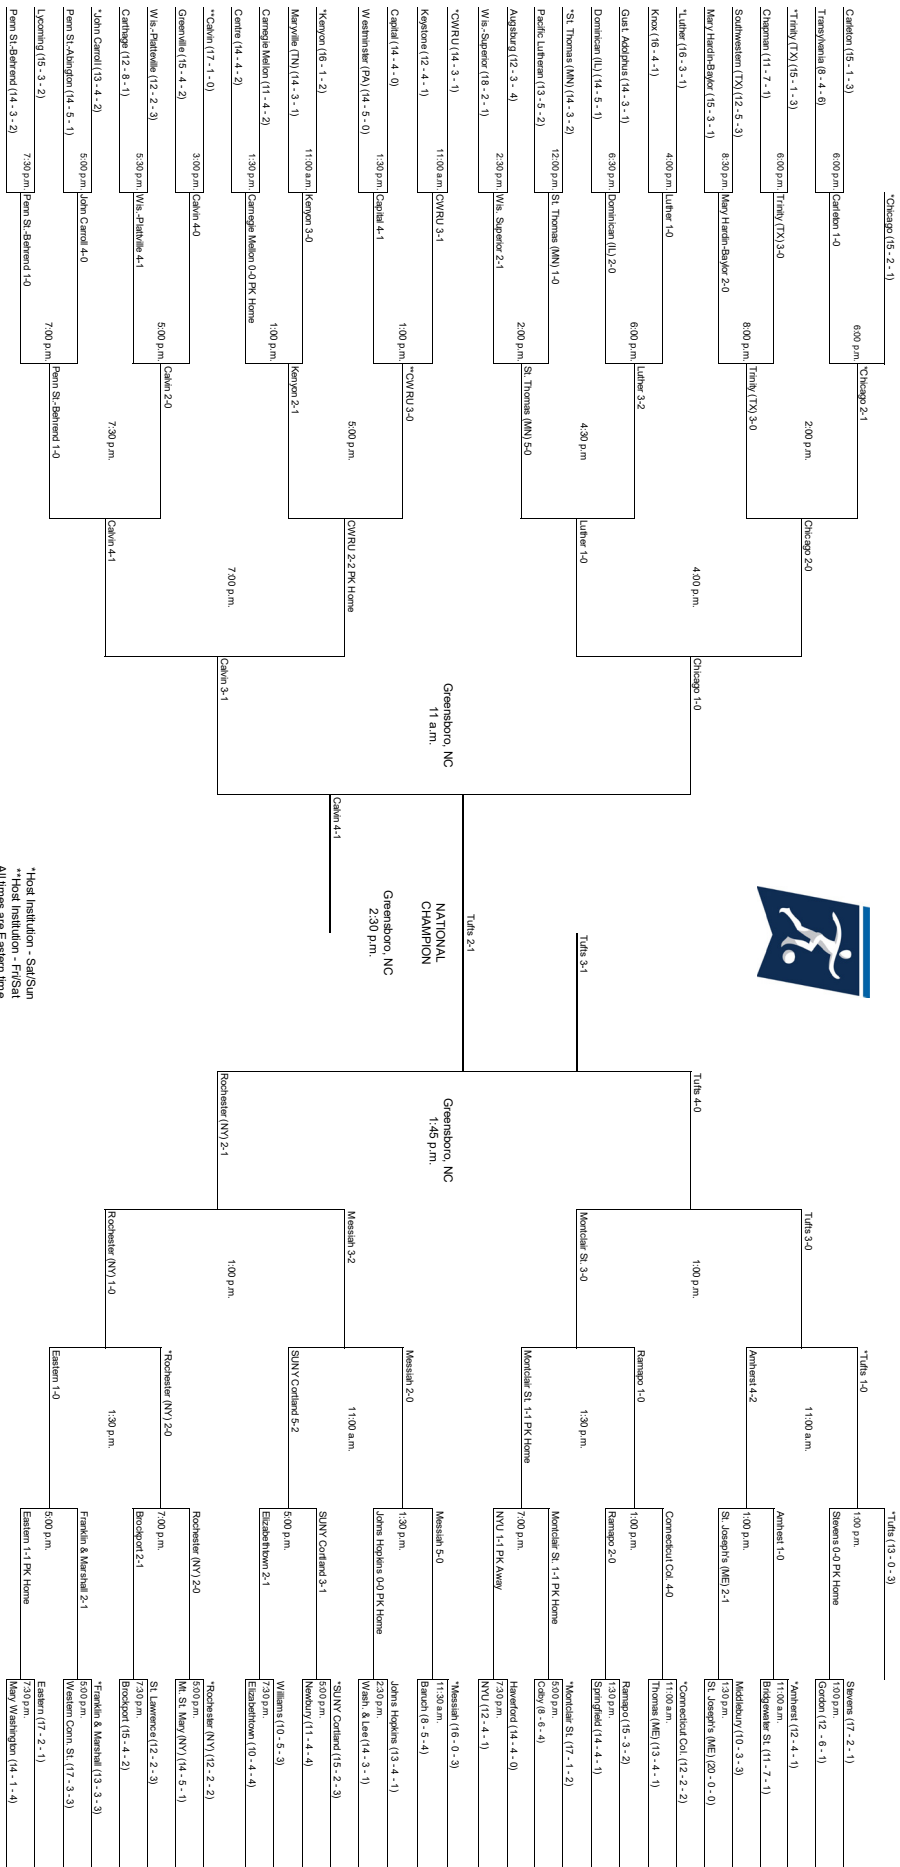 *Chicago (15 - 2 - 1)
Carleton (15 - 1 - 3)
6:00 p.m. Carleton 1-0
Transylvania (8 - 4 - 6)
*Trinity (TX) (15 - 1 - 3)
6:00 p.m. Trinity (TX) 3-0
Chapman (11 - 7 - 1)
Southwestern (TX) (12 - 5 - 3)
8:30 p.m. Mary Hardin-Baylor 2-0
Mary Hardin-Baylor (15 - 3 - 1)
*Luther (16 - 3 - 1)
4:00 p.m. Luther 1-0
Knox (16 - 4 -1)
Gust. Adolphus (14 - 3 - 1)
6:30 p.m. Dominican (IL) 2-0
Dominican (IL) (14 - 5 - 1)
*St. Thomas (MN) (14 - 3 - 2)
12:00 p.m. St. Thomas (MN) 1-0
Pacific Lutheran (13 - 5 - 2)
Augsburg (12 - 3 - 4)
2:30 p.m. Wis. Superior 2-1
Wis.-Superior (18 - 2 - 1)
*CWRU (14 - 3 - 1)
11:00 a.m. CWRU 3-1
Keystone (12 - 4 - 1)
Capital (14 - 4 - 0)
1:30 p.m. Capital 4-1
Westminster (PA) (14 - 5 - 0)
*Kenyon (16 - 1 - 2)
11:00 a.m. Kenyon 3-0
Maryville (TN) (14 - 3 - 1)
Carnegie Mellon (11 - 4 - 2)
1:30 p.m. Carnegie Mellon 0-0 PK Home
Centre (14 - 4 - 2)
**Calvin (17 - 1 - 0)
3:00 p.m. Calvin 4-0
Greenville (15 - 4 - 2)
Wis.-Platteville (12 - 2 - 3)
5:30 p.m. Wis.-Plattville 4-1
Carthage (12 - 8 - 1)
*John Carroll (13 - 4 - 2)
5:00 p.m. John Carroll 4-0
Penn St.-Abington (14 - 5 - 1)
Lycoming (15 - 3 - 2)
7:30 p.m. Penn St.-Behrend 1-0
Penn St.-Behrend (14 - 3 - 2)
6:00 p.m. *Chicago 2-1
8:00 p.m. Trinity (TX) 3-0
6:00 p.m. Luther 3-2
2:00 p.m. St. Thomas (MN) 5-0
1:00 p.m. **CWRU 3-0
1:00 p.m. Kenyon 2-1
5:00 p.m. Calvin 2-0
7:00 p.m. Penn St.-Behrend 1-0
2:00 p.m. Chicago 2-0
4:30 p.m Luther 1-0
5:00 p.m. CWRU 2-2 PK Home
7:30 p.m. Calvin 4-1
4:00 p.m. Chicago 1-0
7:00 p.m. Calvin 3-1
Greensboro, NC
11 a.m.
Calvin 4-1
Tufts 3-1
Tufts 2-1
NATIONAL
CHAMPION
Greensboro, NC
2:30 p.m.
*Host Institution - Sat/Sun
**Host Institution - Fri/Sat
All times are Eastern time
Tufts 4-0
Greensboro, NC
1:45 p.m.
Rochester (NY) 2-1
Tufts 3-0
1:00 p.m.
Montclair St. 3-0
Messiah 3-2
1:00 p.m.
Rochester (NY) 1-0
*Tufts 1-0
11:00 a.m.
Amherst 4-2
Ramapo 1-0
1:30 p.m.
Montclair St. 1-1 PK Home
Messiah 2-0
11:00 a.m.
SUNY Cortland 5-2
*Rochester (NY) 2-0
1:30 p.m.
Eastern 1-0
*Tufts (13 - 0 - 3)
1:00 p.m.
Stevens 0-0 PK Home
Amherst 1-0
1:00 p.m.
St. Joseph's (ME) 2-1
Connecticut Col. 4-0
1:00 p.m.
Ramapo 2-0
Montclair St. 1-1 PK Home
7:00 p.m.
NYU 1-1 PK Away
Messiah 5-0
1:30 p.m.
Johns Hopkins 0-0 PK Home
SUNY Cortland 3-1
5:00 p.m.
Elizabethtown 2-1
Rochester (NY) 2-0
7:00 p.m.
Brockport 2-1
Franklin & Marshall 2-1
5:00 p.m.
Eastern 1-1 PK Home
Stevens (17 - 2 - 1)
1:00 p.m.
Gordon (12 - 6 - 1)
*Amherst (12 - 4 - 1)
11:00 a.m.
Bridgewater St. (11 - 7 - 1)
Middlebury (10 - 3 - 3)
1:30 p.m.
St. Joseph's (ME) (20 - 0 - 0)
*Connecticut Col. (12 - 2 - 2)
11:00 a.m.
Thomas (ME) (13 - 4 - 1)
Ramapo (15 - 3 - 2)
1:30 p.m.
Springfield (14 - 4 - 1)
*Montclair St. (17 - 1 - 2)
5:00 p.m.
Colby (8 - 6 - 4)
Haverford (14 - 4 - 0)
7:30 p.m.
NYU (12 - 4 - 1)
*Messiah (16 - 0 - 3)
11:30 a.m.
Baruch (8 - 5 - 4)
Johns Hopkins (13 - 4 - 1)
2:30 p.m.
Wash. & Lee (14 - 3 - 1)
*SUNY Cortland (15 - 2 - 3)
5:00 p.m.
Newbury (11 - 4 - 4)
Williams (10 - 5 - 3)
7:30 p.m.
Elizabethtown (10 - 4 - 4)
*Rochester (NY) (12 - 2 - 2)
5:00 p.m.
Mt. St. Mary (NY) (14 - 5 - 1)
St. Lawrence (12 - 2 - 3)
7:30 p.m.
Brockport (15 - 4 - 2)
*Franklin & Marshall (13 - 3 - 3)
5:00 p.m.
Western Conn. St. (17 - 3 - 3)
Eastern (17 - 2 - 1)
7:30 p.m.
Mary Washington (14 - 1 - 4)